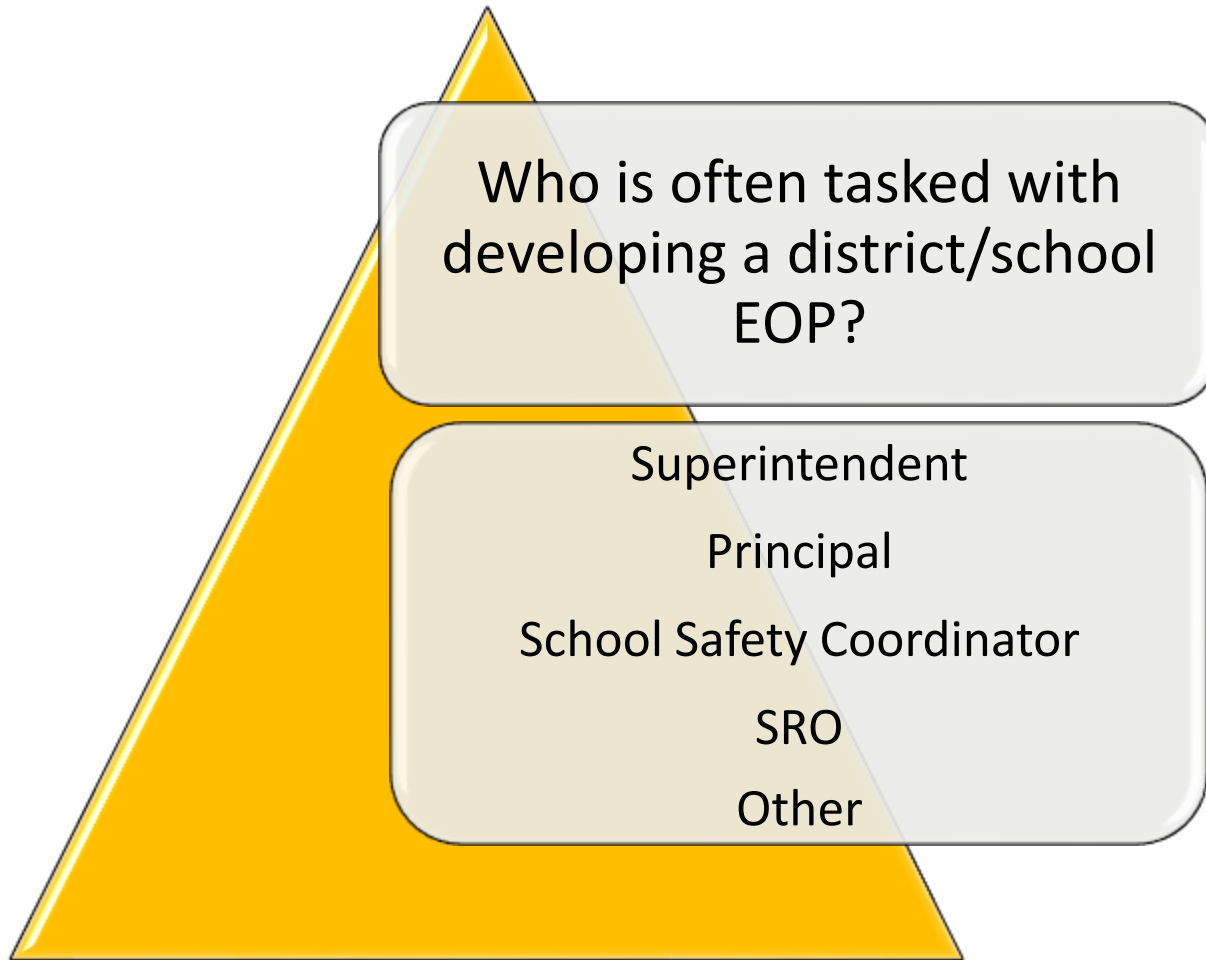 Who is often tasked with
developing a district/school
EOP?
Superintendent
Principal
School Safety Coordinator
SRO
Other